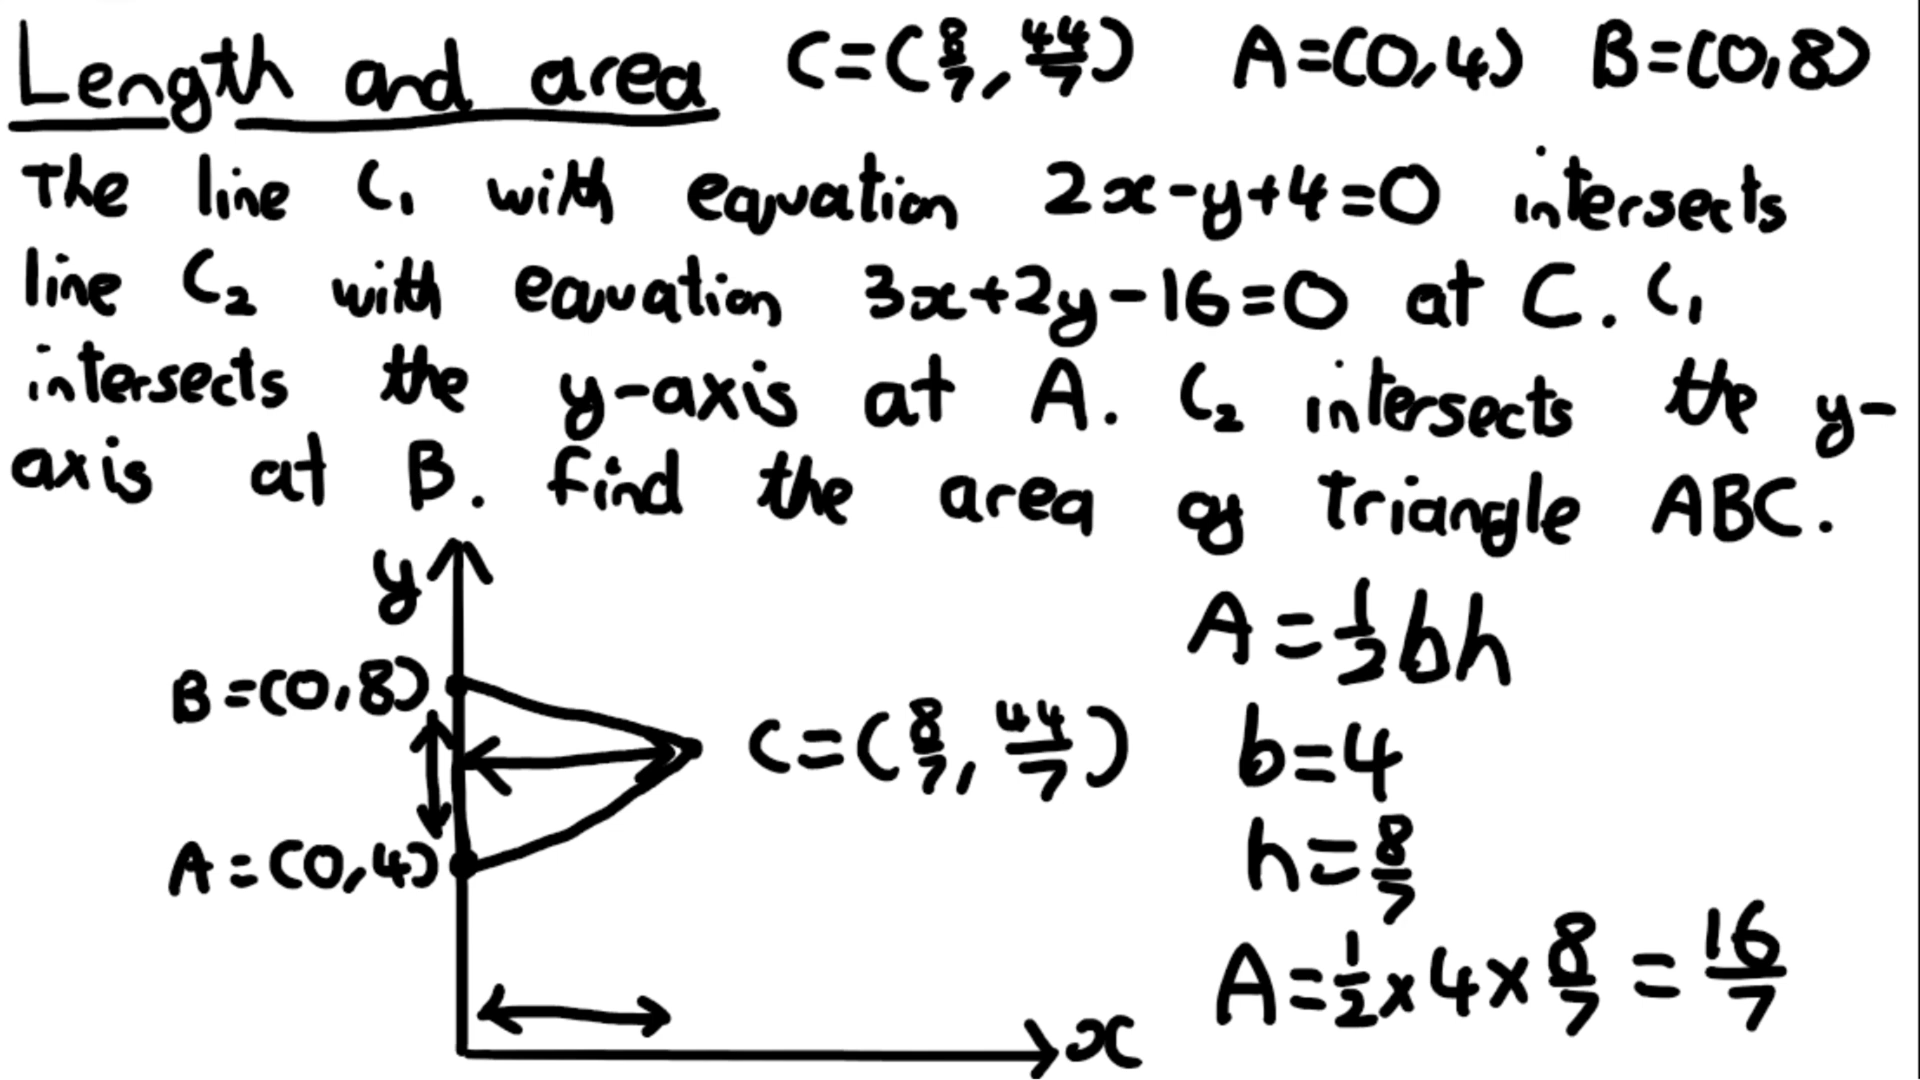 Length and area C=(8/7, 44/7) A=(0,4) B=(0,8)
The line C₁ with equation 2x-y+4=0 intersects
line C₂ with equation 3x+2y-16=0 at C. C₁
intersects the y-axis at A. C₂ intersects the y-
axis at B. Find the area of triangle ABC.
y
A=½bh
B=(0,8)
C=(8/7, 44/7)
b=4
A=(0,4)
h=8/7
A=½×4×8/7=16/7
x